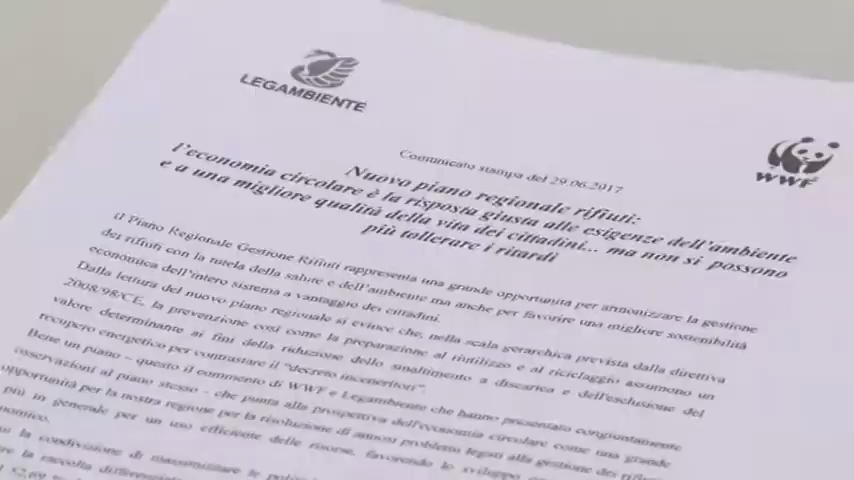 LEGAMBIENTE
WWF
Comunicato stampa del 29.06.2017
Nuovo piano regionale rifiuti:
l'economia circolare è la risposta giusta alle esigenze dell'ambiente
e a una migliore qualità della vita dei cittadini... ma non si possono
più tollerare i ritardi
il Piano Regionale Gestione Rifiuti rappresenta una grande opportunità per armonizzare la gestione
dei rifiuti con la tutela della salute e dell'ambiente ma anche per favorire una migliore sostenibilità
economica dell'intero sistema a vantaggio dei cittadini.
Dalla lettura del nuovo piano regionale si evince che, nella scala gerarchica prevista dalla direttiva
2008/98/CE, la prevenzione così come la preparazione al riutilizzo e al riciclaggio assumono un
valore determinante ai fini della riduzione dello smaltimento a discarica e dell'esclusione del
recupero energetico per contrastare il "decreto inceneritori".
Bene un piano – questo il commento di WWF e Legambiente che hanno presentato congiuntamente
osservazioni al piano stesso – che punta alla prospettiva dell'economia circolare come una grande
opportunità per la nostra regione per la risoluzione di annosi problemi legati alla gestione dei
più in generale per un uso efficiente delle risorse, favorendo lo sviluppo
la condivisione di massimizzare le
la raccolta